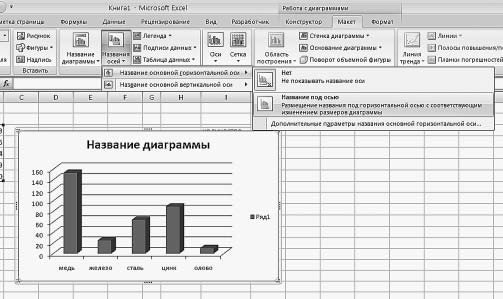 Книга1 - Microsoft Excel
Работа с диаграммами
метка страницы Формулы Данные Рецензирование Вид Разработчик Конструктор Макет Формат
Рисунок
Фигуры
Надпись
Вставить
Название диаграммы
Названия осей
Легенда
Подписи данных
Таблица данных
Оси
Сетка
Область построения
Стенка диаграммы
Основание диаграммы
Поворот объемной фигуры
Линия тренда
Линии
Полосы повышения/по
Планки погрешностей
Название основной горизонтальной оси
Название основной вертикальной оси
Нет
Не показывать название оси
Название под осью
Размещение названия под горизонтальной осью с соответствующим
изменением размеров диаграммы
Дополнительные параметры названия основной горизонтальной оси...
C D E F G H I
Название диаграммы
160
140
120
100
80
60
40
20
0
Ряд1
медь железо сталь цинк олово